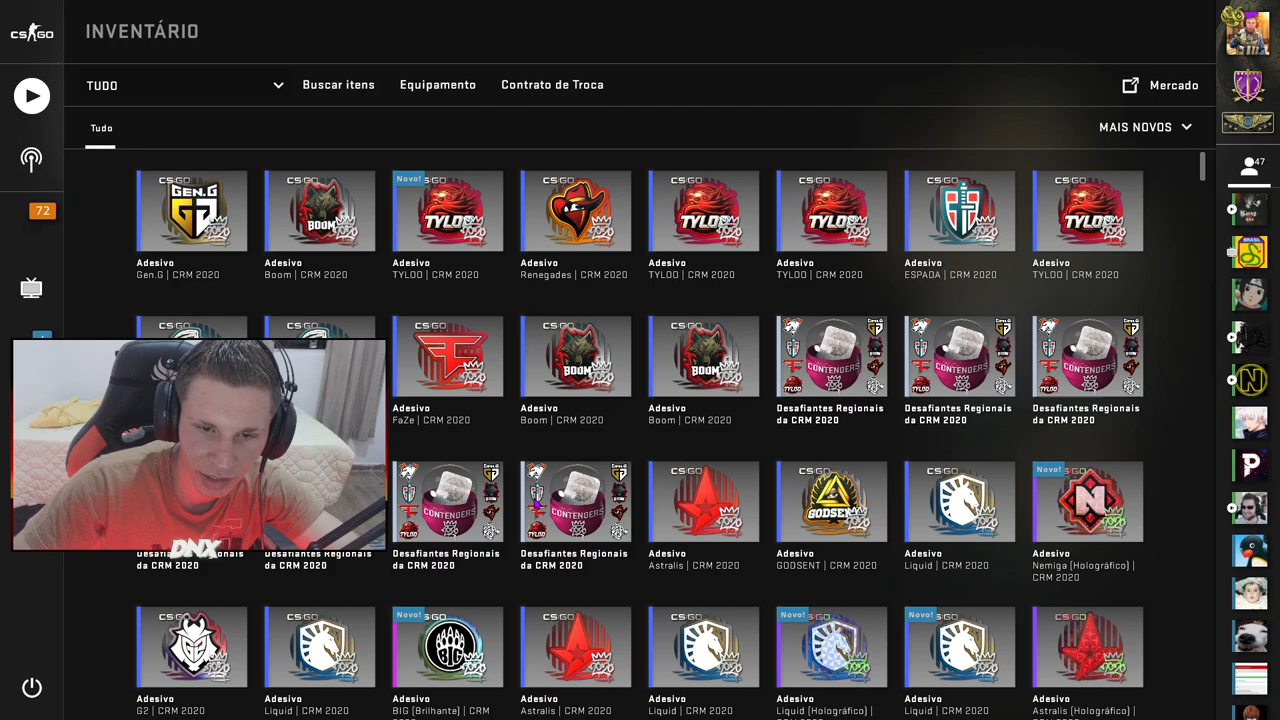 CS GO
INVENTÁRIO
TUDO
Buscar itens
Equipamento
Contrato de Troca
Mercado
Tudo
MAIS NOVOS
47
72
Novo!
Adesivo
Gen.G | CRM 2020
Adesivo
Boom | CRM 2020
Adesivo
TYLOO | CRM 2020
Adesivo
Renegades | CRM 2020
Adesivo
TYLOO | CRM 2020
Adesivo
TYLOO | CRM 2020
Adesivo
ESPADA | CRM 2020
Adesivo
TYLOO | CRM 2020
Adesivo
FaZe | CRM 2020
Adesivo
Boom | CRM 2020
Adesivo
Boom | CRM 2020
Desafiantes Regionais
da CRM 2020
Desafiantes Regionais
da CRM 2020
Desafiantes Regionais
da CRM 2020
DNX
da CRM 2020
da CRM 2020
Desafiantes Regionais
da CRM 2020
Desafiantes Regionais
da CRM 2020
Adesivo
Astralis | CRM 2020
Adesivo
GODSENT | CRM 2020
Adesivo
Liquid | CRM 2020
Novo!
Adesivo
Nemiga (Holográfico) |
CRM 2020
Novo!
Novo!
Novo!
Adesivo
G2 | CRM 2020
Adesivo
Liquid | CRM 2020
Adesivo
BIG (Brilhante) | CRM
Adesivo
Astralis | CRM 2020
Adesivo
Liquid | CRM 2020
Adesivo
Liquid (Holográfico) |
Adesivo
Liquid | CRM 2020
Adesivo
Astralis (Holográfico) |